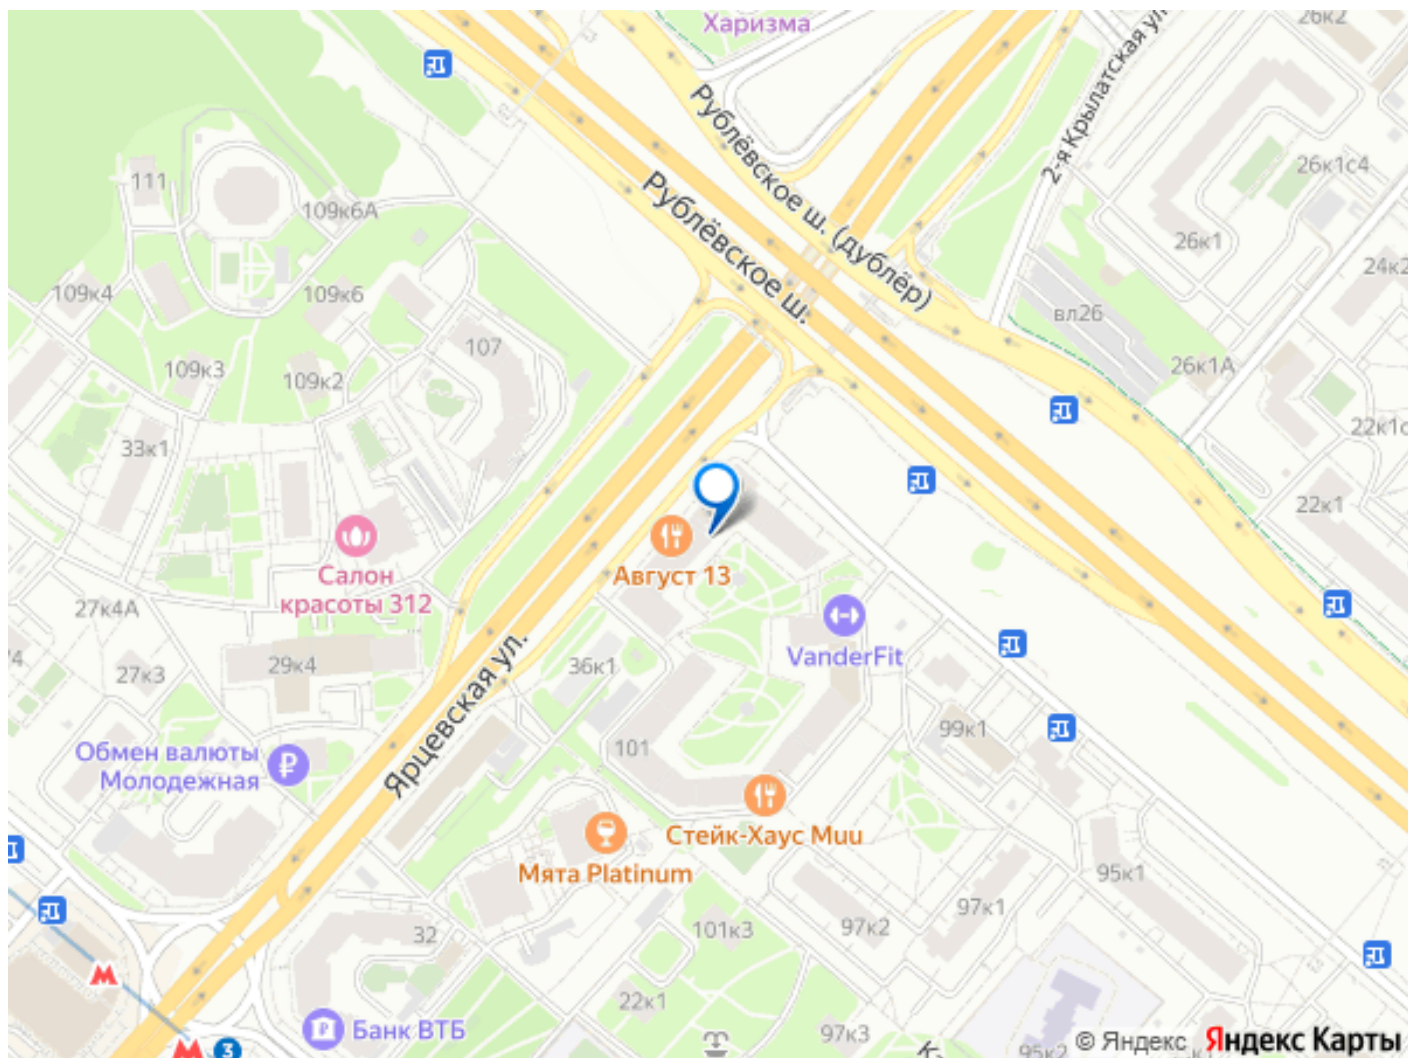 Харизма
26к2
Рублёвское ш. (дублёр)
2-я Крылатская ул.
26к1с4
111
109к6А
Рублёвское ш.
26к1
24к2
109к4
109к6
вл26
107
109к3
109к2
26к1А
22к1с
33к1
22к1
Август 13
Салон
красоты 312
27к4А
VanderFit
29к4
36к1
27к3
99к1
Ярцевская ул.
101
Обмен валюты
Молодежная
Стейк-Хаус Muu
Мята Platinum
95к1
97к1
97к2
32
101к3
22к1
97к3
Банк ВТБ
3
95к2
© Яндекс Яндекс Карты